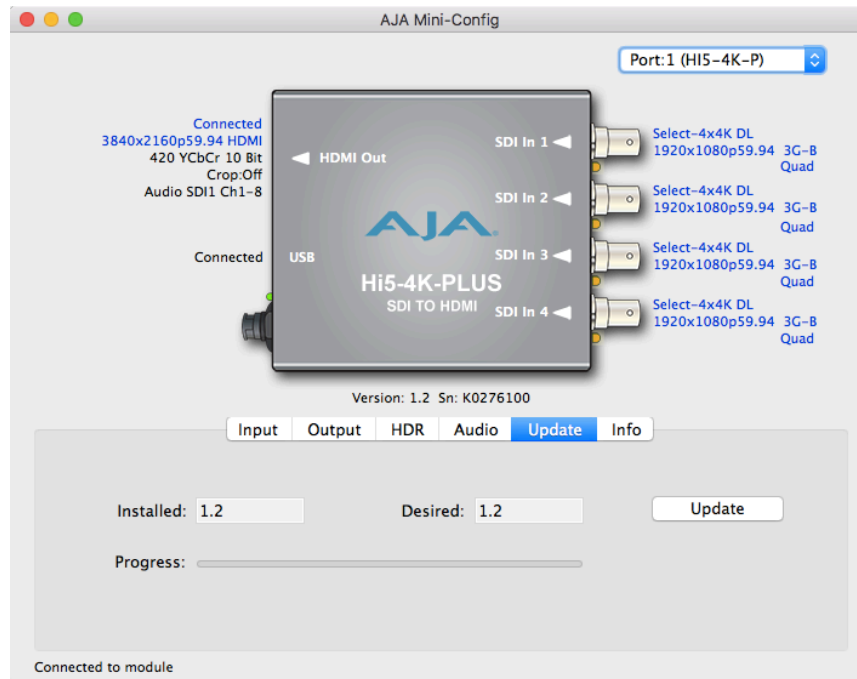 AJA Mini-Config
Port:1 (HI5-4K-P)
Connected
3840x2160p59.94 HDMI
420 YCbCr 10 Bit
Crop:Off
Audio SDI1 Ch1-8
Connected
HDMI Out
USB
SDI In 1
SDI In 2
SDI In 3
SDI In 4
AJA
Hi5-4K-PLUS
SDI TO HDMI
Select-4x4K DL
1920x1080p59.94 3G-B
Quad
Select-4x4K DL
1920x1080p59.94 3G-B
Quad
Select-4x4K DL
1920x1080p59.94 3G-B
Quad
Select-4x4K DL
1920x1080p59.94 3G-B
Quad
Version: 1.2 Sn: K0276100
Input Output HDR Audio Update Info
Installed: 1.2 Desired: 1.2 Update
Progress:
Connected to module